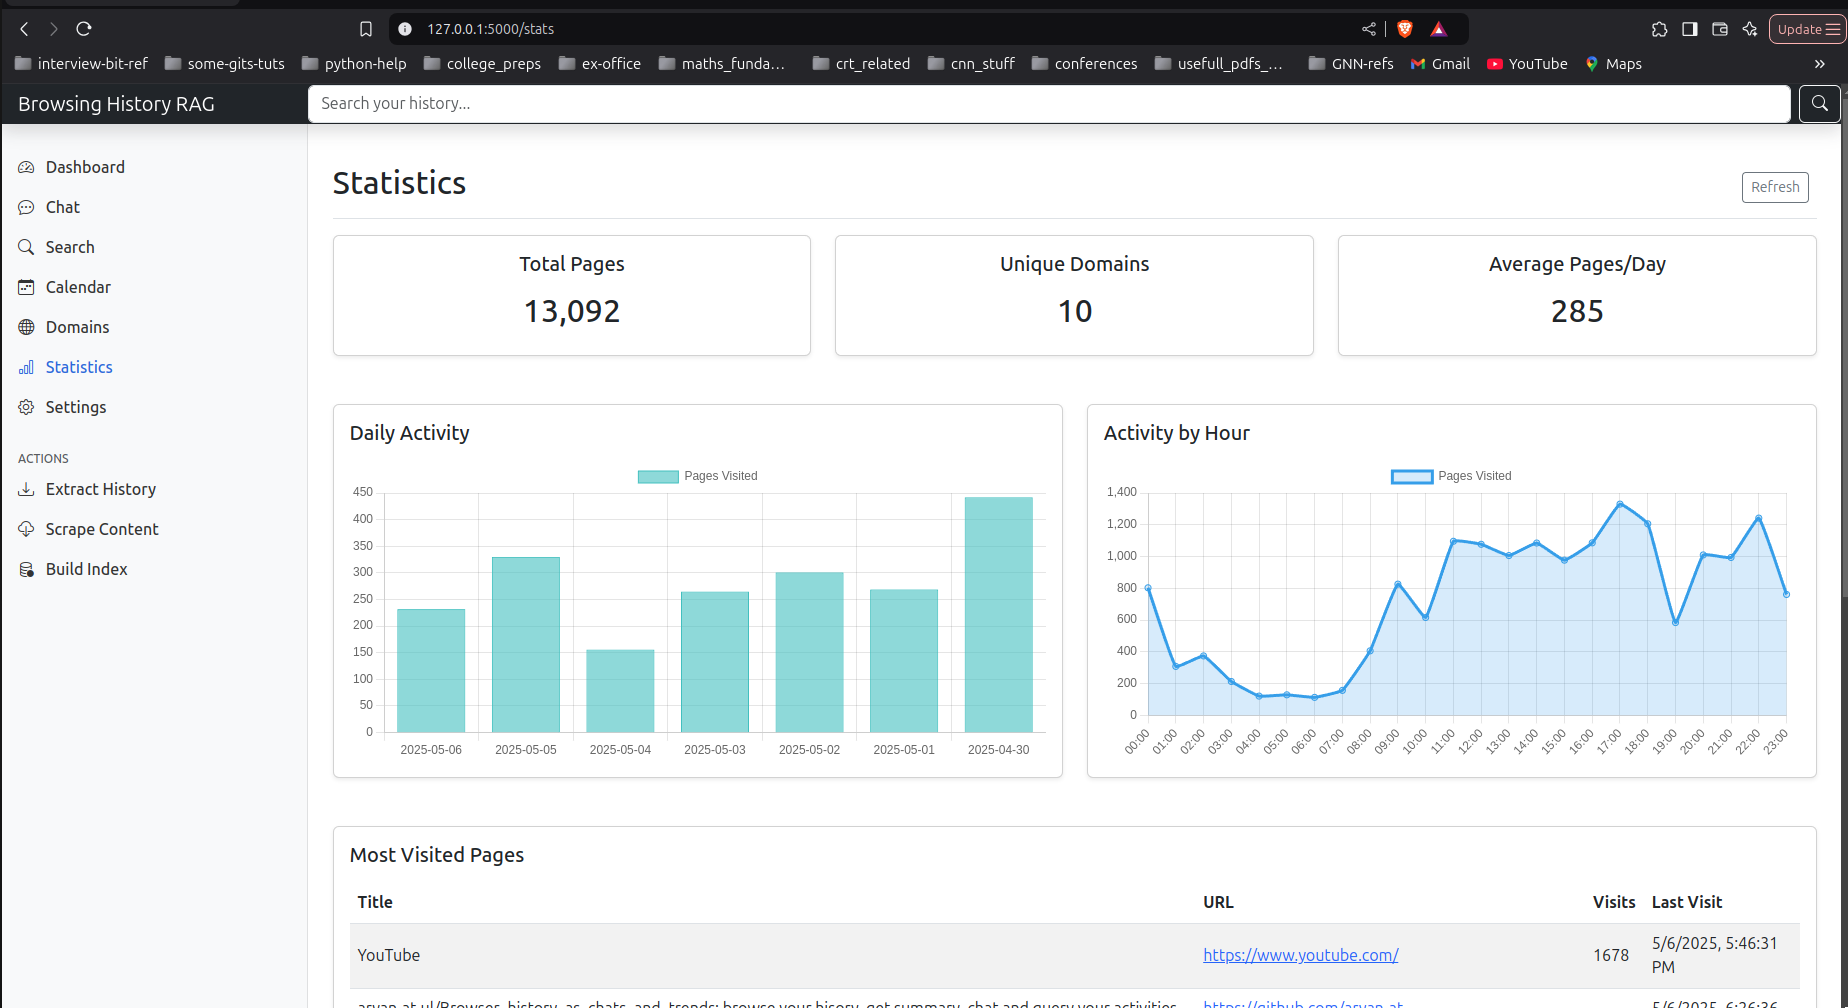 127.0.0.1:5000/stats
Update
interview-bit-ref some-gits-tuts python-help college_preps ex-office maths_funda... crt_related cnn_stuff conferences usefull_pdfs_... GNN-refs Gmail YouTube Maps »
Browsing History RAG
Search your history...
Dashboard
Chat
Search
Calendar
Domains
Statistics
Settings
ACTIONS
Extract History
Scrape Content
Build Index
Statistics
Refresh
Total Pages
13,092
Unique Domains
10
Average Pages/Day
285
Daily Activity
Pages Visited
450
400
350
300
250
200
150
100
50
0
2025-05-06 2025-05-05 2025-05-04 2025-05-03 2025-05-02 2025-05-01 2025-04-30
Activity by Hour
Pages Visited
1,400
1,200
1,000
800
600
400
200
0
00:00 01:00 02:00 03:00 04:00 05:00 06:00 07:00 08:00 09:00 10:00 11:00 12:00 13:00 14:00 15:00 16:00 17:00 18:00 19:00 20:00 21:00 22:00 23:00
Most Visited Pages
Title URL Visits Last Visit
YouTube https://www.youtube.com/ 1678 5/6/2025, 5:46:31
PM